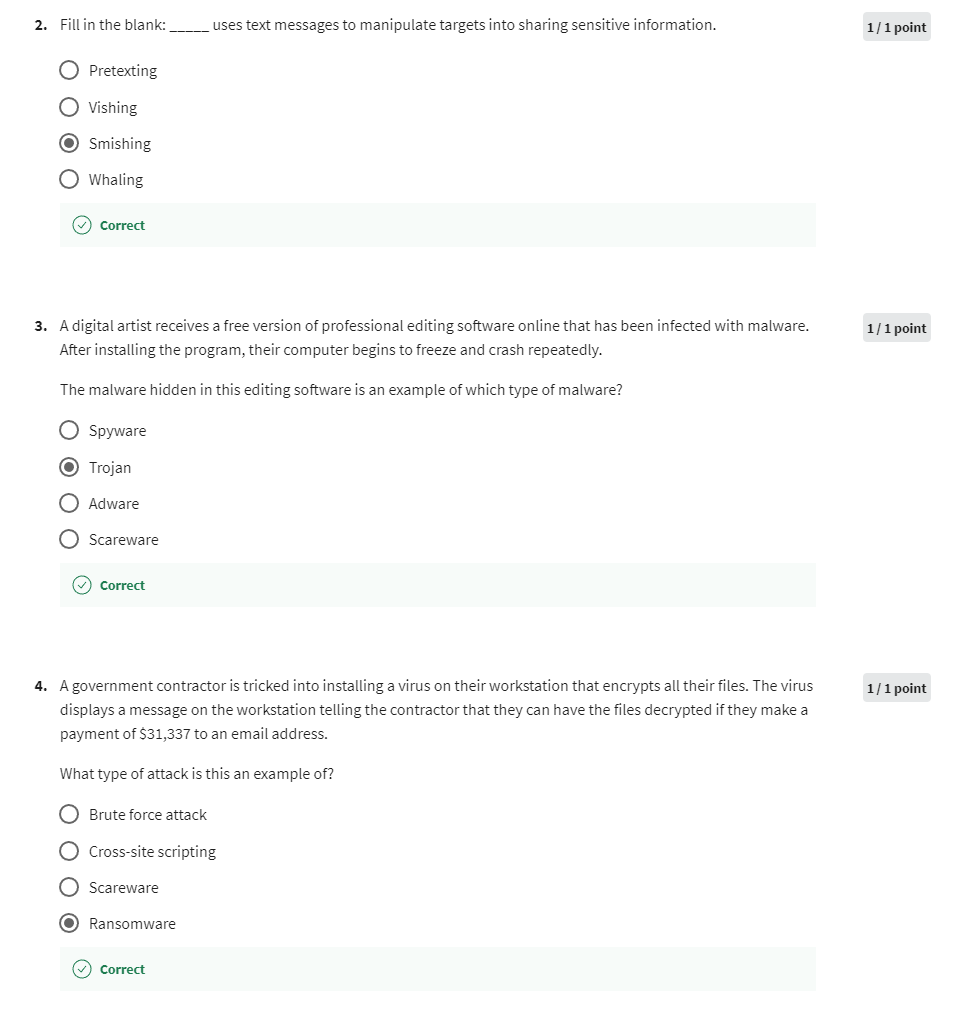 2. Fill in the blank: _____ uses text messages to manipulate targets into sharing sensitive information.
1 / 1 point
Pretexting
Vishing
Smishing
Whaling
Correct
3. A digital artist receives a free version of professional editing software online that has been infected with malware.
1 / 1 point
After installing the program, their computer begins to freeze and crash repeatedly.
The malware hidden in this editing software is an example of which type of malware?
Spyware
Trojan
Adware
Scareware
Correct
4. A government contractor is tricked into installing a virus on their workstation that encrypts all their files. The virus
1 / 1 point
displays a message on the workstation telling the contractor that they can have the files decrypted if they make a
payment of $31,337 to an email address.
What type of attack is this an example of?
Brute force attack
Cross-site scripting
Scareware
Ransomware
Correct